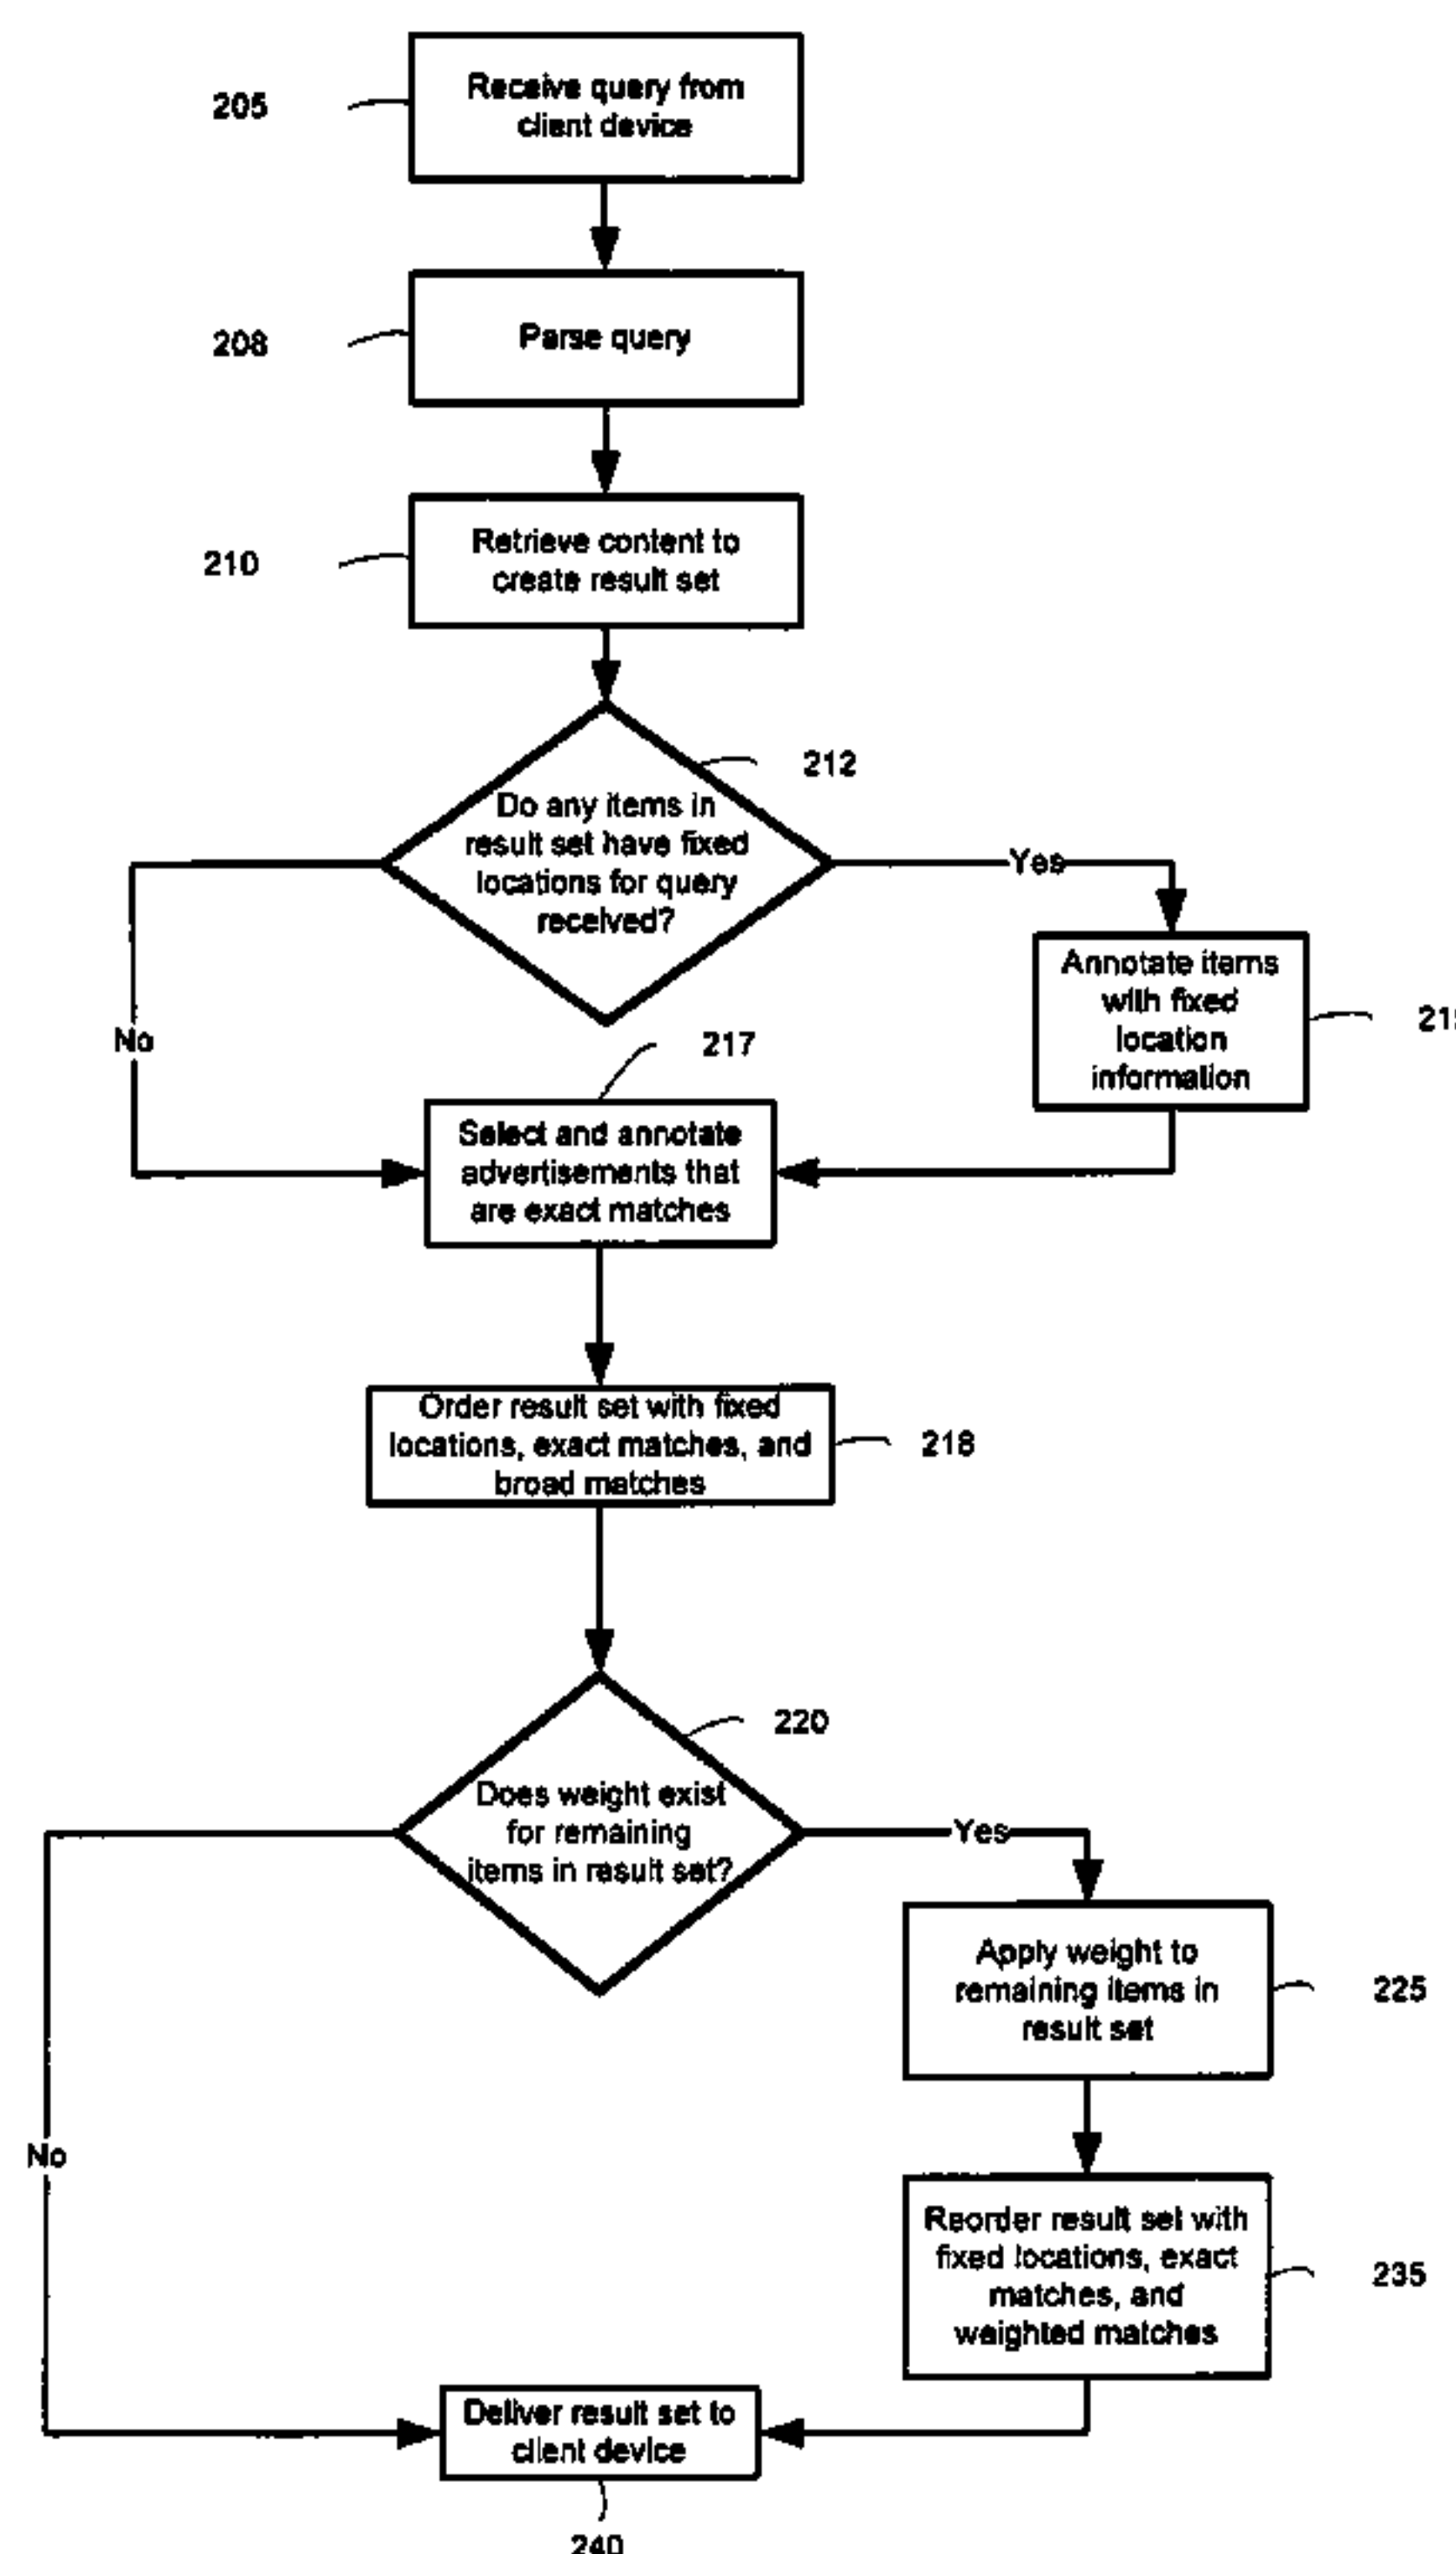 205
Receive query from
client device
208
Parse query
210
Retrieve content to
create result set
212
Do any items in
result set have fixed
locations for query
received?
Yes
No
Annotate items
with fixed
location
information
217
Select and annotate
advertisements that
are exact matches
Order result set with fixed
locations, exact matches, and
broad matches
218
220
Does weight exist
for remaining
items in result set?
Yes
Apply weight to
remaining items in
result set
225
No
Reorder result set with
fixed locations, exact
matches, and
weighted matches
235
Deliver result set to
client device
240